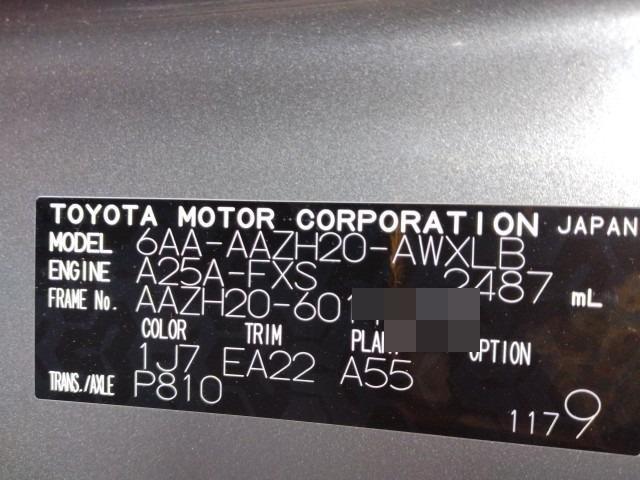 TOYOTA MOTOR CORPORATION JAPAN
MODEL 6AA-AAZH20-AWXLB
ENGINE A25A-FXS 2487 mL
FRAME No. AAZH20-601
COLOR TRIM PLANT OPTION
1J7 EA22 A55
TRANS./AXLE P810
1179